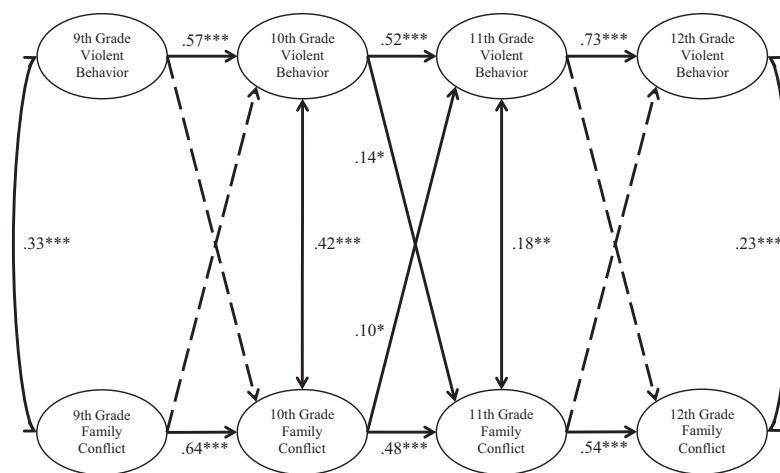 9th Grade
Violent
Behavior
.57***
10th Grade
Violent
Behavior
.52***
11th Grade
Violent
Behavior
.73***
12th Grade
Violent
Behavior
.14*
.33***
.42***
.18**
.23***
.10*
9th Grade
Family
Conflict
.64***
10th Grade
Family
Conflict
.48***
11th Grade
Family
Conflict
.54***
12th Grade
Family
Conflict